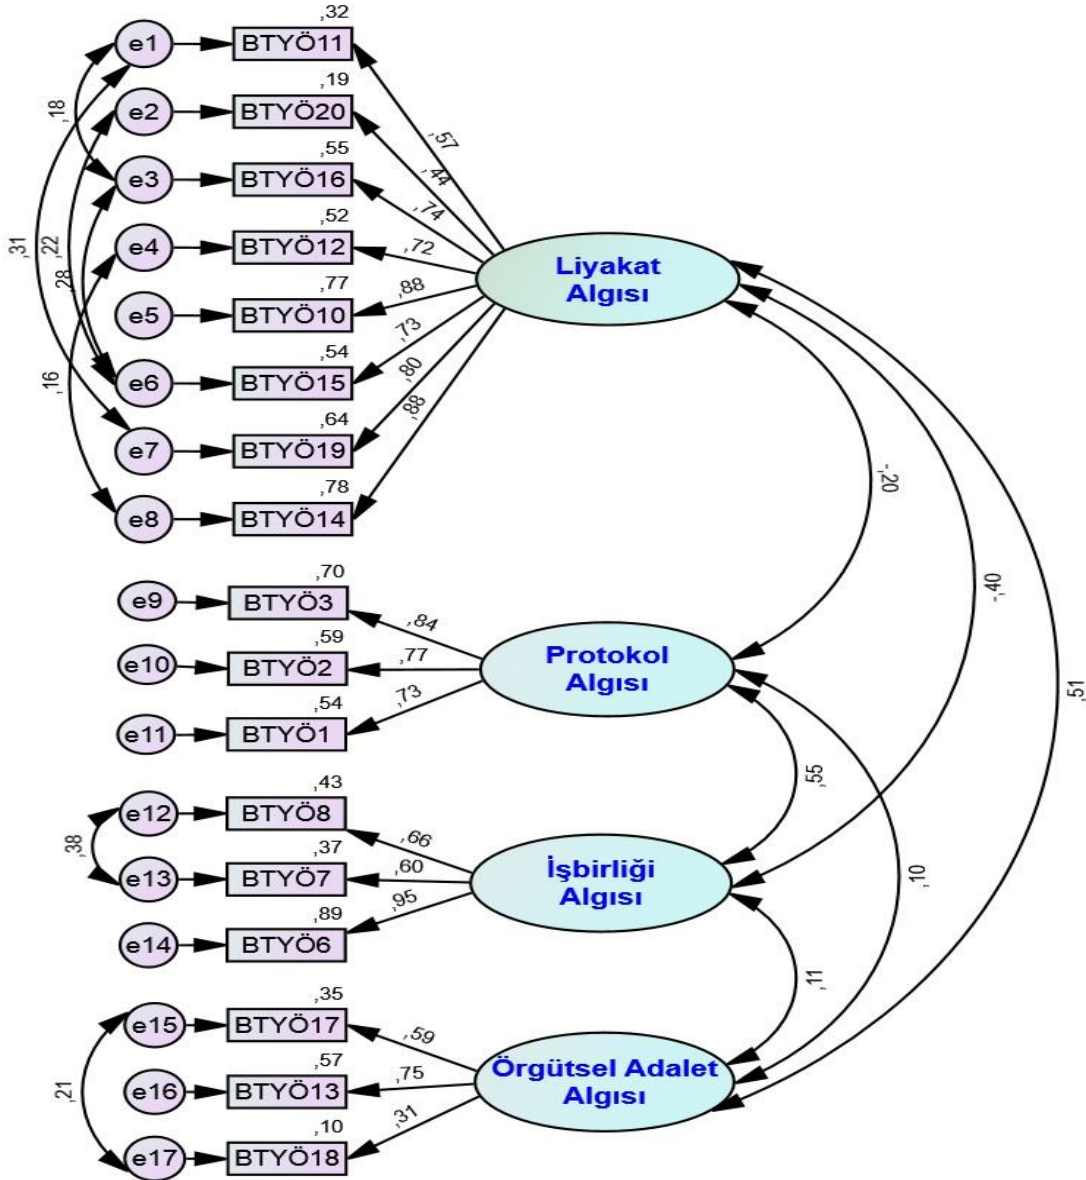 ,32
e1
BTYÖ11
,19
e2
BTYÖ20
,55
e3
BTYÖ16
,52
e4
BTYÖ12
,77
e5
BTYÖ10
,54
e6
BTYÖ15
,64
e7
BTYÖ19
,78
e8
BTYÖ14
,18
,31
,22
,28
,16
,57
,44
,74
,72
,88
,73
,80
,88
Liyakat
Algısı
,70
e9
BTYÖ3
,59
e10
BTYÖ2
,54
e11
BTYÖ1
,84
,77
,73
Protokol
Algısı
,43
e12
BTYÖ8
,37
e13
BTYÖ7
,89
e14
BTYÖ6
,38
,66
,60
,95
İşbirliği
Algısı
,35
e15
BTYÖ17
,57
e16
BTYÖ13
,10
e17
BTYÖ18
,21
,59
,75
,31
Örgütsel Adalet
Algısı
-,20
-,40
,51
,55
,10
,11